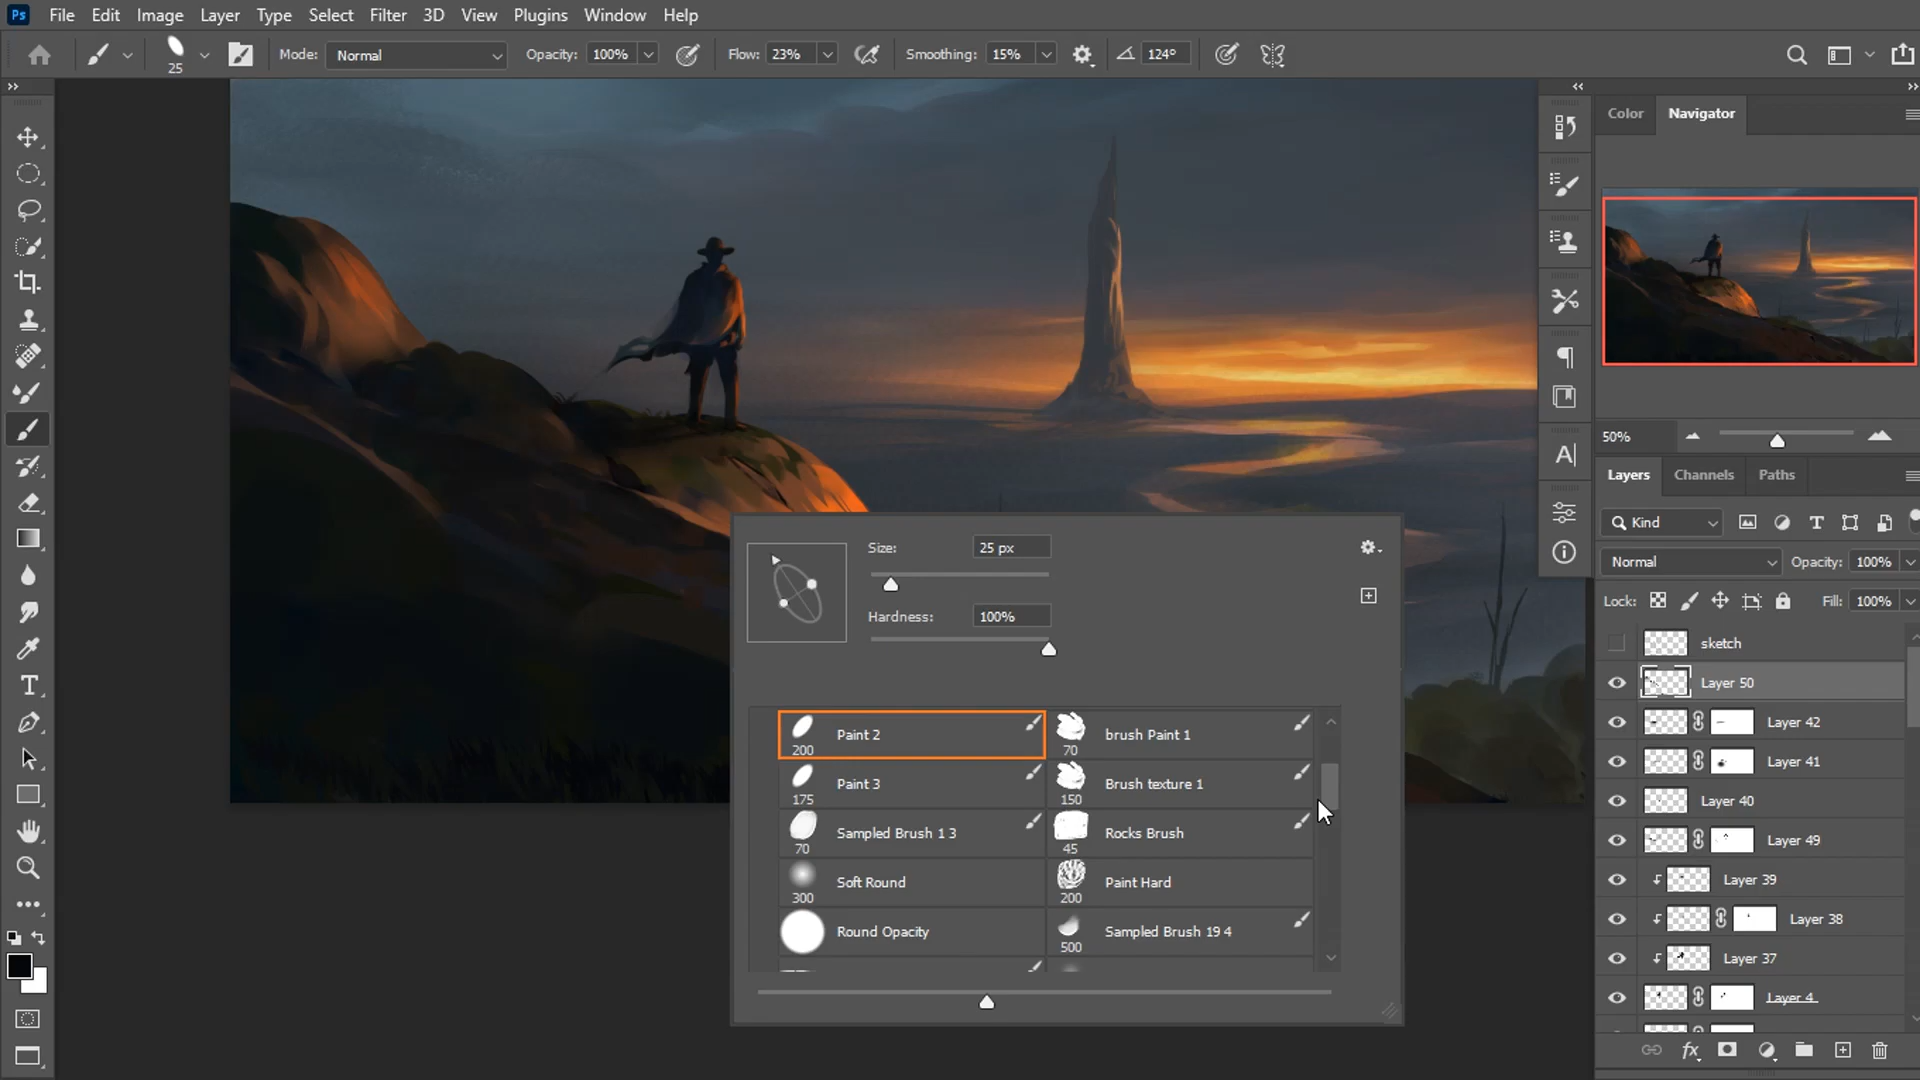 Ps File Edit Image Layer Type Select Filter 3D View Plugins Window Help
25 Mode: Normal Opacity: 100% Flow: 23% Smoothing: 15% 124°
Color Navigator
50%
Layers Channels Paths
Kind
Normal Opacity: 100%
Lock: Fill: 100%
sketch
Layer 50
Layer 42
Layer 41
Layer 40
Layer 49
Layer 39
Layer 38
Layer 37
Layer 4
fx
Size: 25 px
Hardness: 100%
Paint 2
200
brush Paint 1
70
Paint 3
175
Brush texture 1
150
Sampled Brush 1 3
70
Rocks Brush
45
Soft Round
300
Paint Hard
200
Round Opacity
Sampled Brush 19 4
500